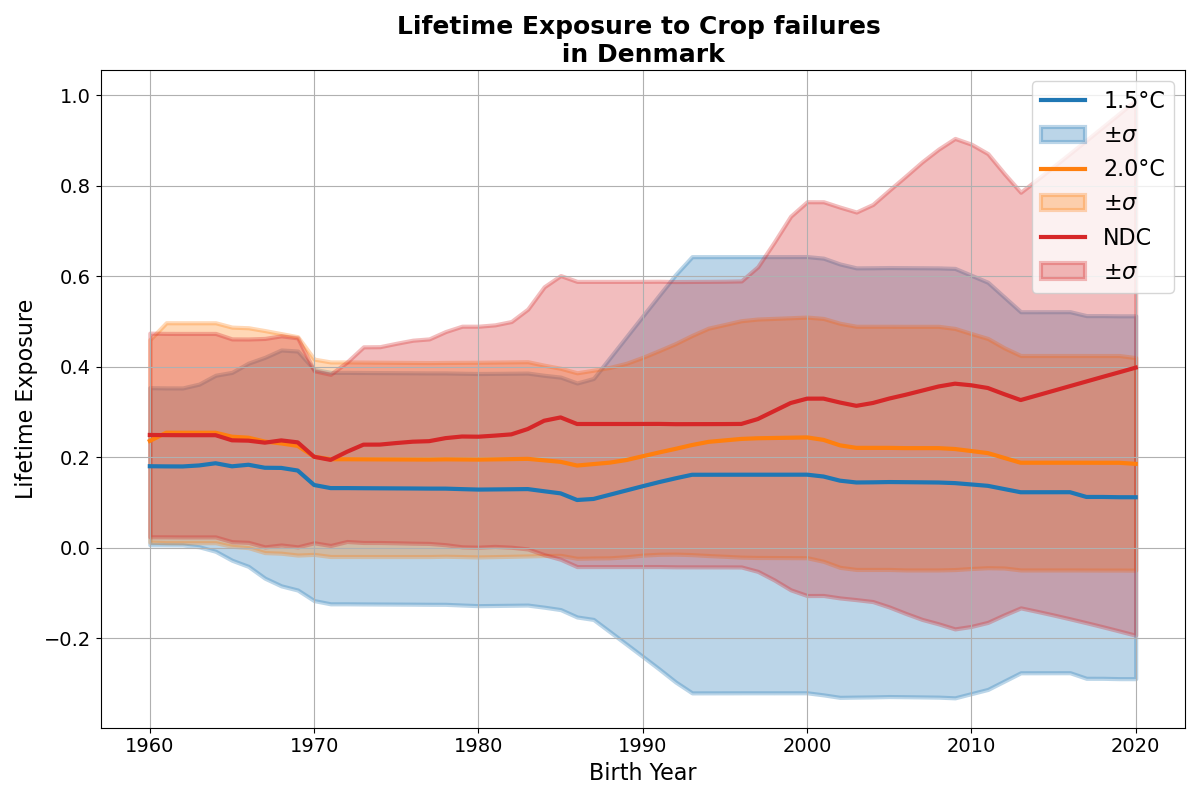 Lifetime Exposure to Crop failures
in Denmark
Lifetime Exposure
1.0
0.8
0.6
0.4
0.2
0.0
−0.2
1960 1970 1980 1990 2000 2010 2020
Birth Year
1.5°C
±σ
2.0°C
±σ
NDC
±σ